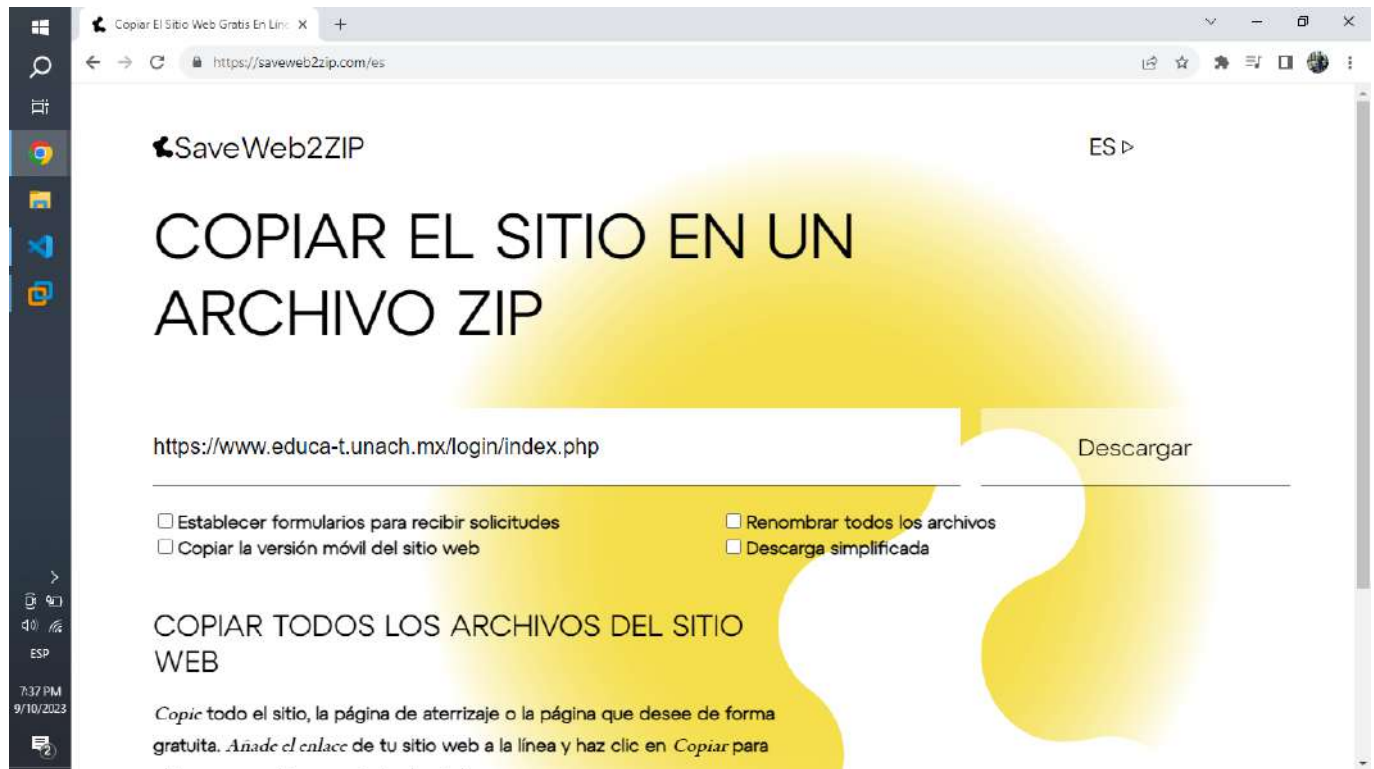 Copiar El Sitio Web Gratis En Líne
https://saveweb2zip.com/es
SaveWeb2ZIP
ES
COPIAR EL SITIO EN UN
ARCHIVO ZIP
https://www.educa-t.unach.mx/login/index.php
Descargar
Establecer formularios para recibir solicitudes
Renombrar todos los archivos
Copiar la versión móvil del sitio web
Descarga simplificada
COPIAR TODOS LOS ARCHIVOS DEL SITIO
WEB
Copie todo el sitio, la página de aterrizaje o la página que desee de forma
gratuita. Añade el enlace de tu sitio web a la línea y haz clic en Copiar para
ESP
7:37 PM
9/10/2023
2